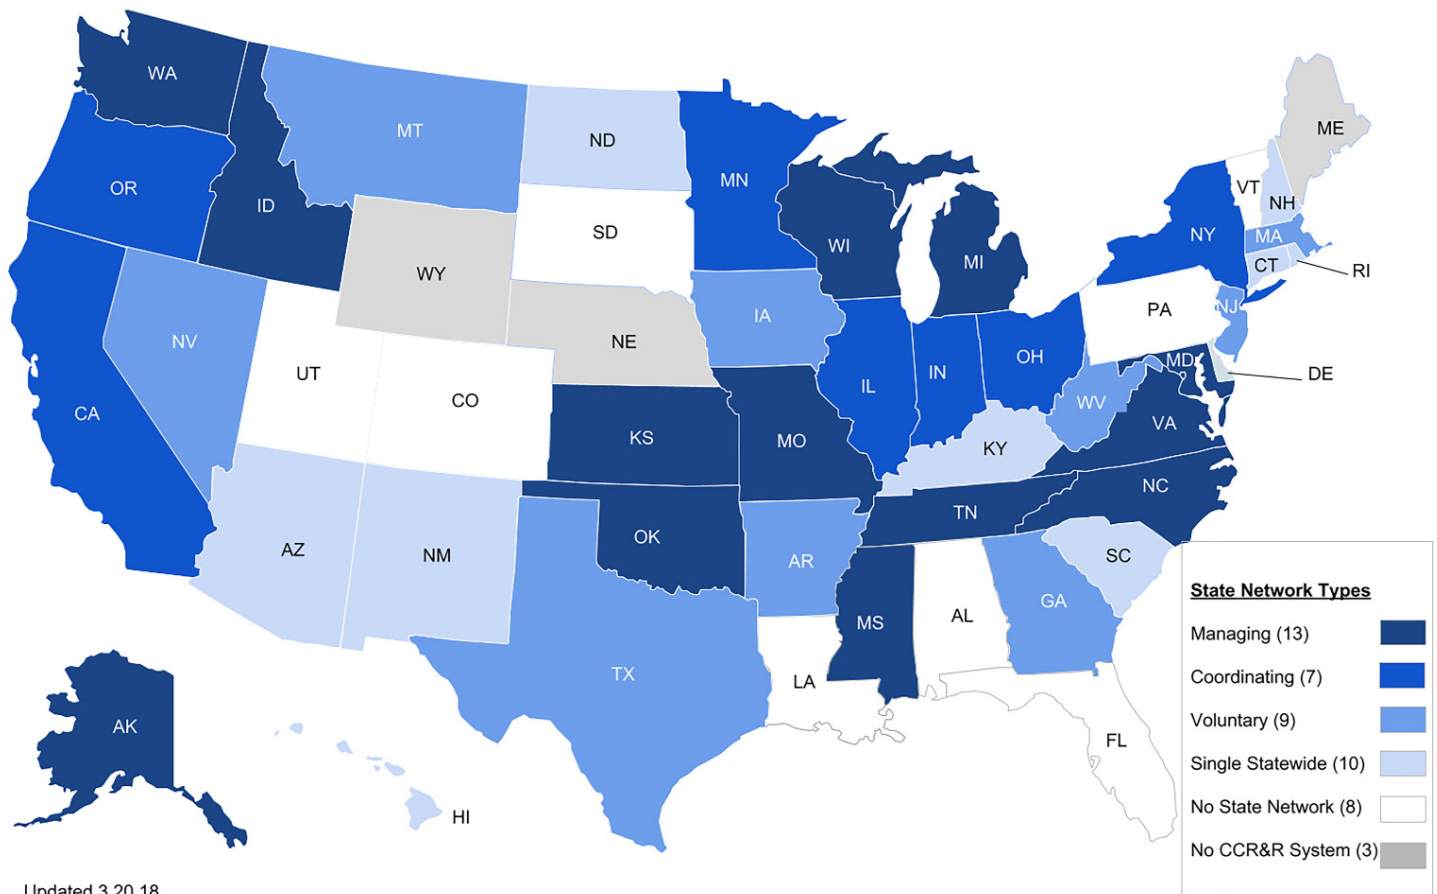 WA
MT
ND
ME
MN
OR
VT
ID
NH
SD
NY
MA
WI
MI
CT
RI
WY
NJ
PA
IA
NE
NV
OH
MD
UT
IN
DE
IL
CO
WV
CA
VA
KS
MO
KY
NC
TN
OK
AZ
NM
SC
AR
State Network Types
GA
AL
MS
Managing (13)
TX
LA
Coordinating (7)
Voluntary (9)
AK
FL
Single Statewide (10)
No State Network (8)
HI
No CCR&R System (3)
Updated 3.20.18